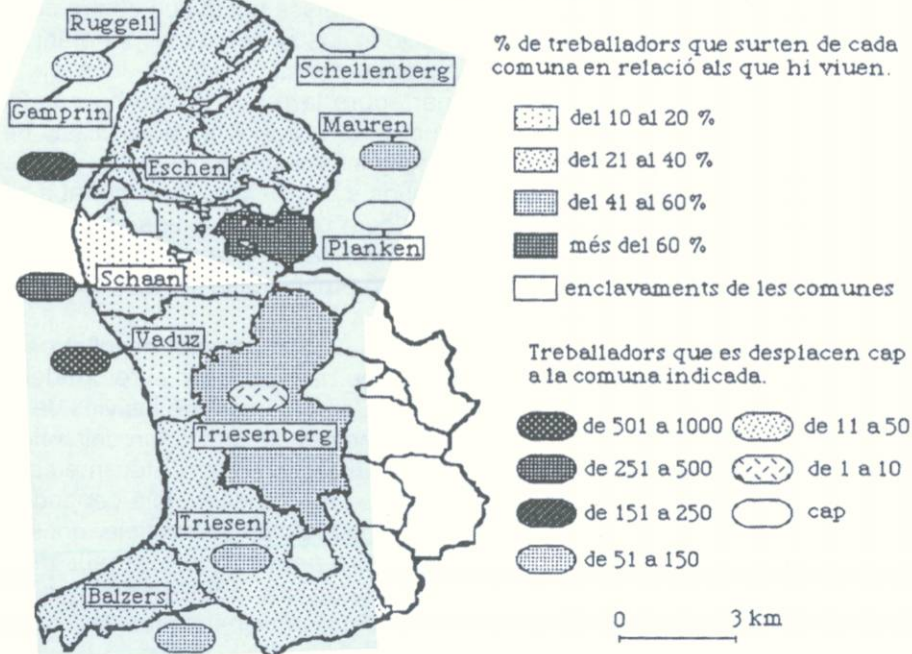 Ruggell
Gamprin
Schellenberg
Mauren
Eschen
Planken
Schaan
Vaduz
Triesenberg
Triesen
Balzers
% de treballadors que surten de cada
comuna en relació als que hi viuen.
del 10 al 20 %
del 21 al 40 %
del 41 al 60%
més del 60 %
enclavaments de les comunes
Treballadors que es desplacen cap
a la comuna indicada.
de 501 a 1000
de 11 a 50
de 251 a 500
de 1 a 10
de 151 a 250
cap
de 51 a 150
0 3 km